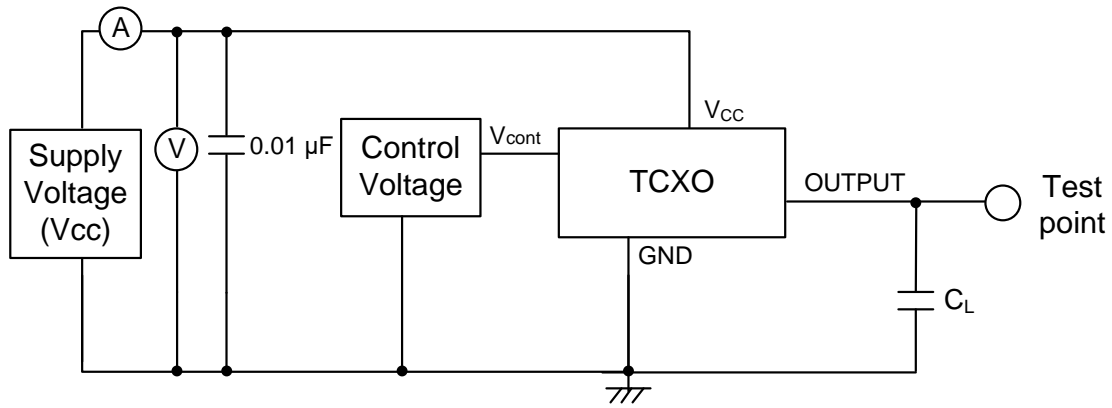 A
Supply
Voltage
(Vcc)
V
0.01 µF
Control
Voltage
Vcont
VCC
TCXO
GND
OUTPUT
Test
point
CL